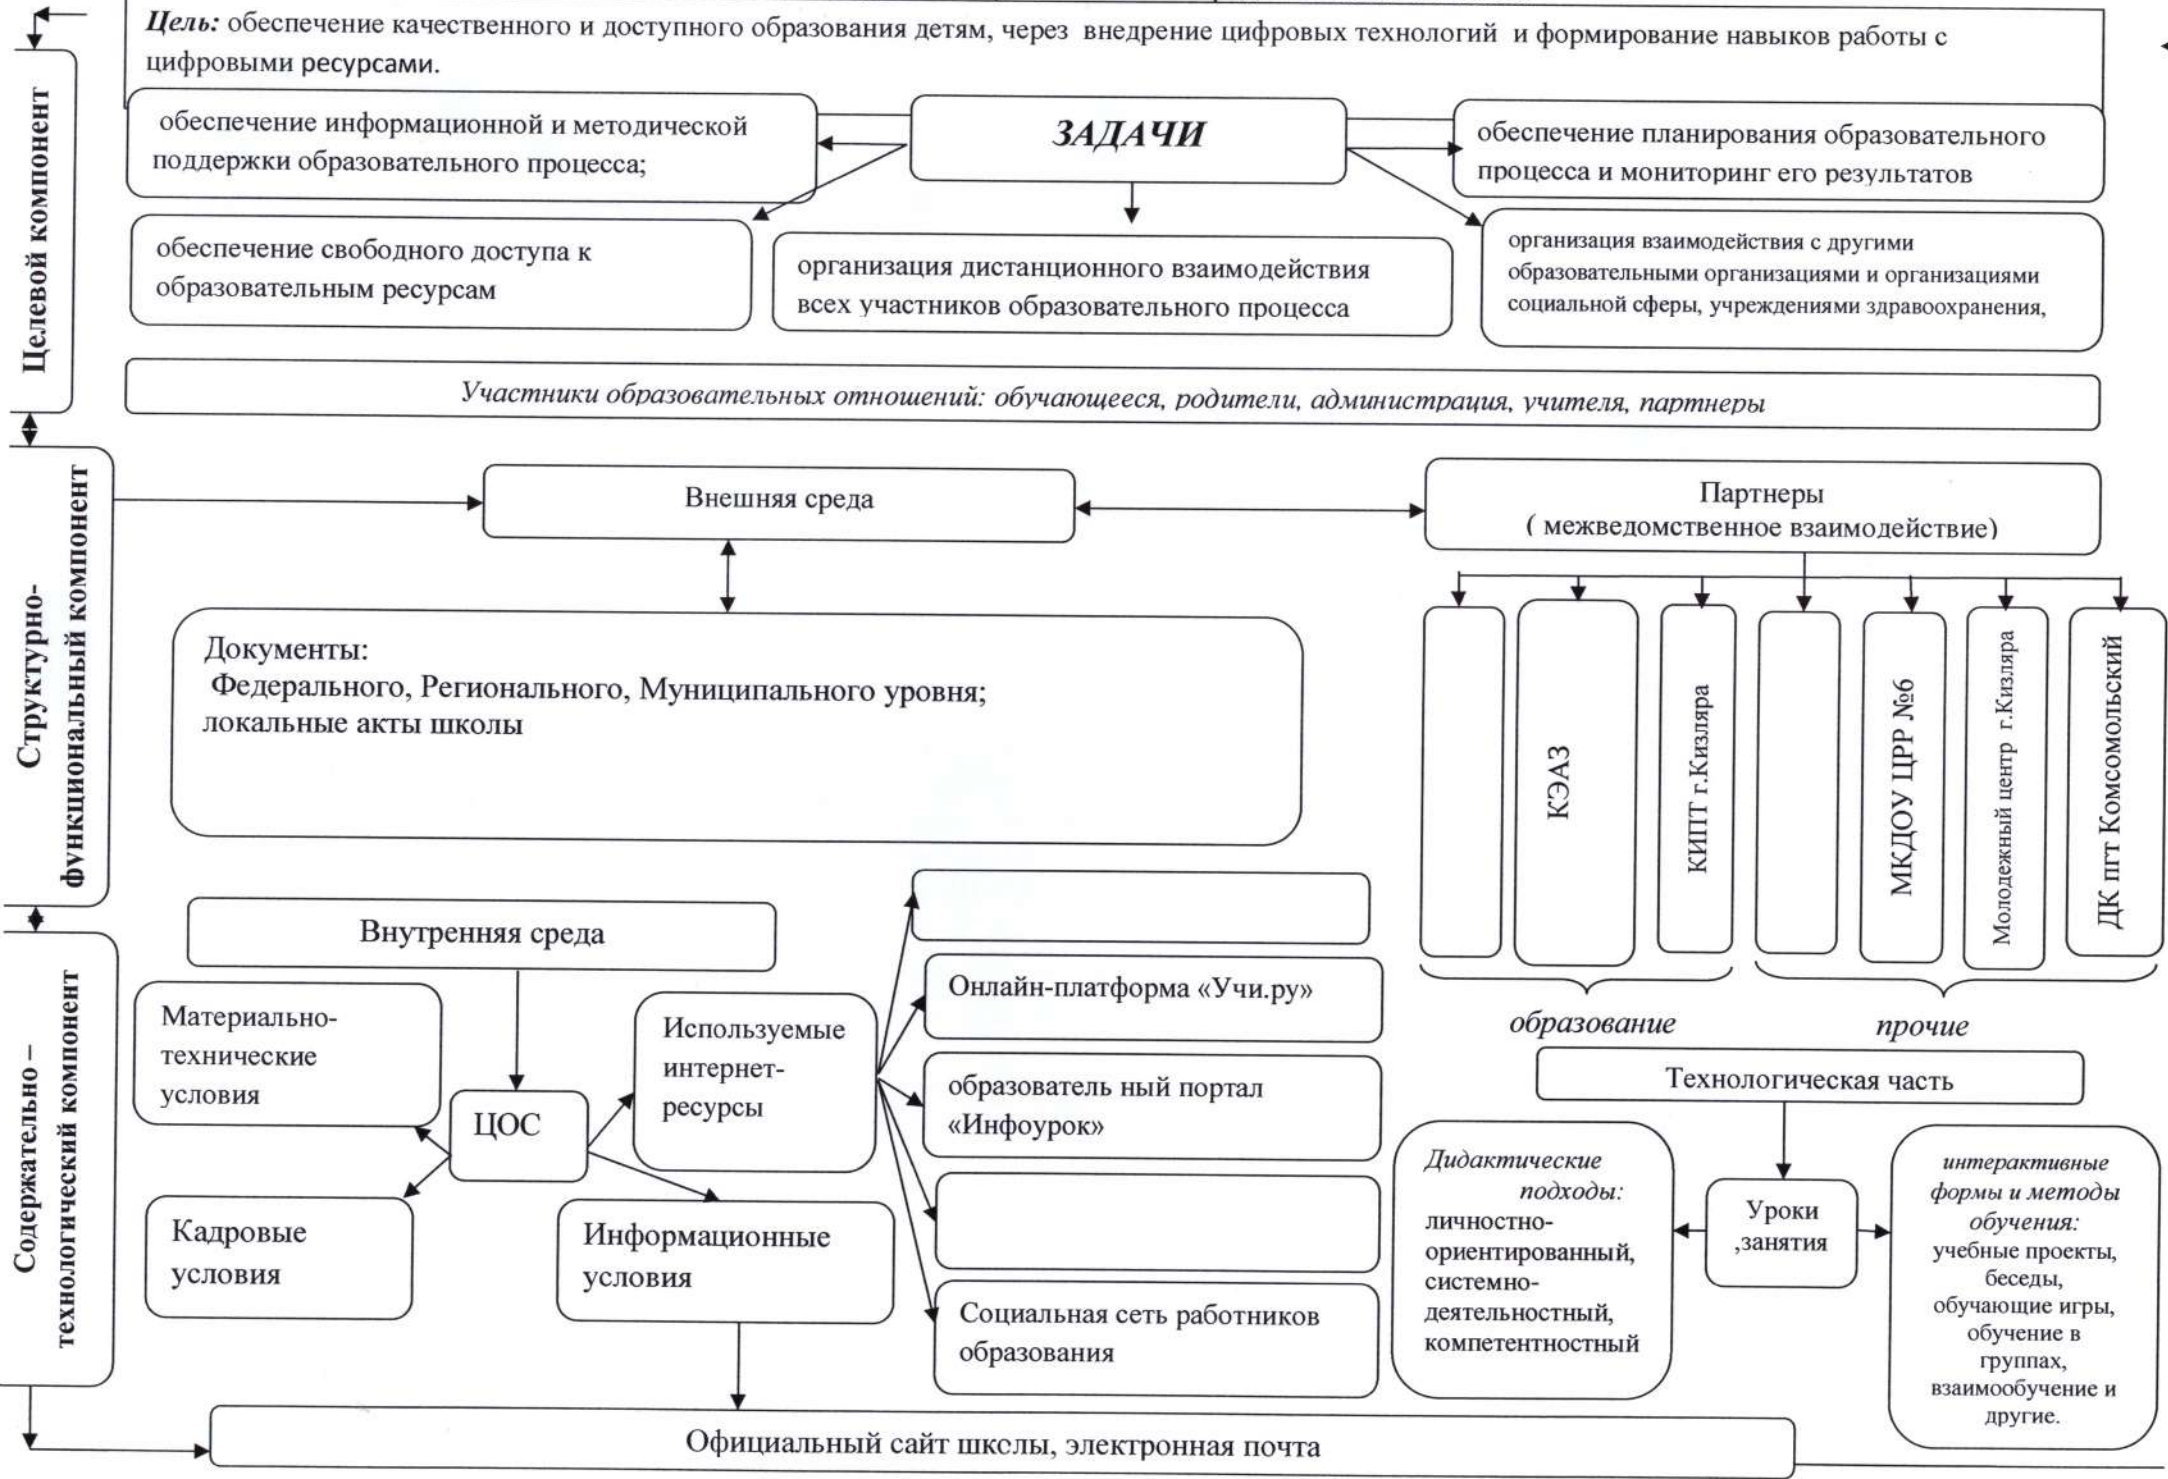 Цель: обеспечение качественного и доступного образования детям, через внедрение цифровых технологий и формирование навыков работы с
цифровыми ресурсами.
Целевой компонент
обеспечение информационной и методической
поддержки образовательного процесса;
ЗАДАЧИ
обеспечение планирования образовательного
процесса и мониторинг его результатов
обеспечение свободного доступа к
образовательным ресурсам
организация дистанционного взаимодействия
всех участников образовательного процесса
организация взаимодействия с другими
образовательными организациями и организациями
социальной сферы, учреждениями здравоохранения,
Участники образовательных отношений: обучающееся, родители, администрация, учителя, партнеры
Структурно-
функциональный компонент
Внешняя среда
Партнеры
( межведомственное взаимодействие)
Документы:
Федерального, Регионального, Муниципального уровня;
локальные акты школы
КЭАЗ
КИПТ г.Кизляра
МКДОУ ЦРР №6
Молодежный центр г.Кизляра
ДК пгт Комсомольский
образование
прочие
Содержательно –
технологический компонент
Внутренняя среда
Материально-
технические
условия
ЦОС
Используемые
интернет-
ресурсы
Кадровые
условия
Информационные
условия
Онлайн-платформа «Учи.ру»
образователь ный портал
«Инфоурок»
Социальная сеть работников
образования
Технологическая часть
Дидактические
подходы:
личностно-
ориентированный,
системно-
деятельностный,
компетентностный
Уроки
,занятия
интерактивные
формы и методы
обучения:
учебные проекты,
беседы,
обучающие игры,
обучение в
группах,
взаимообучение и
другие.
Официальный сайт школы, электронная почта